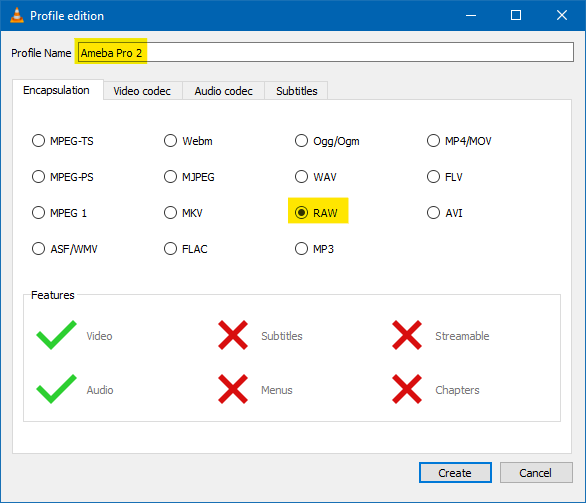 Profile edition
Profile Name Ameba Pro 2
Encapsulation Video codec Audio codec Subtitles
MPEG-TS Webm Ogg/Ogm MP4/MOV
MPEG-PS MJPEG WAV FLV
MPEG 1 MKV RAW AVI
ASF/WMV FLAC MP3
Features
Video Subtitles Streamable
Audio Menus Chapters
Create Cancel